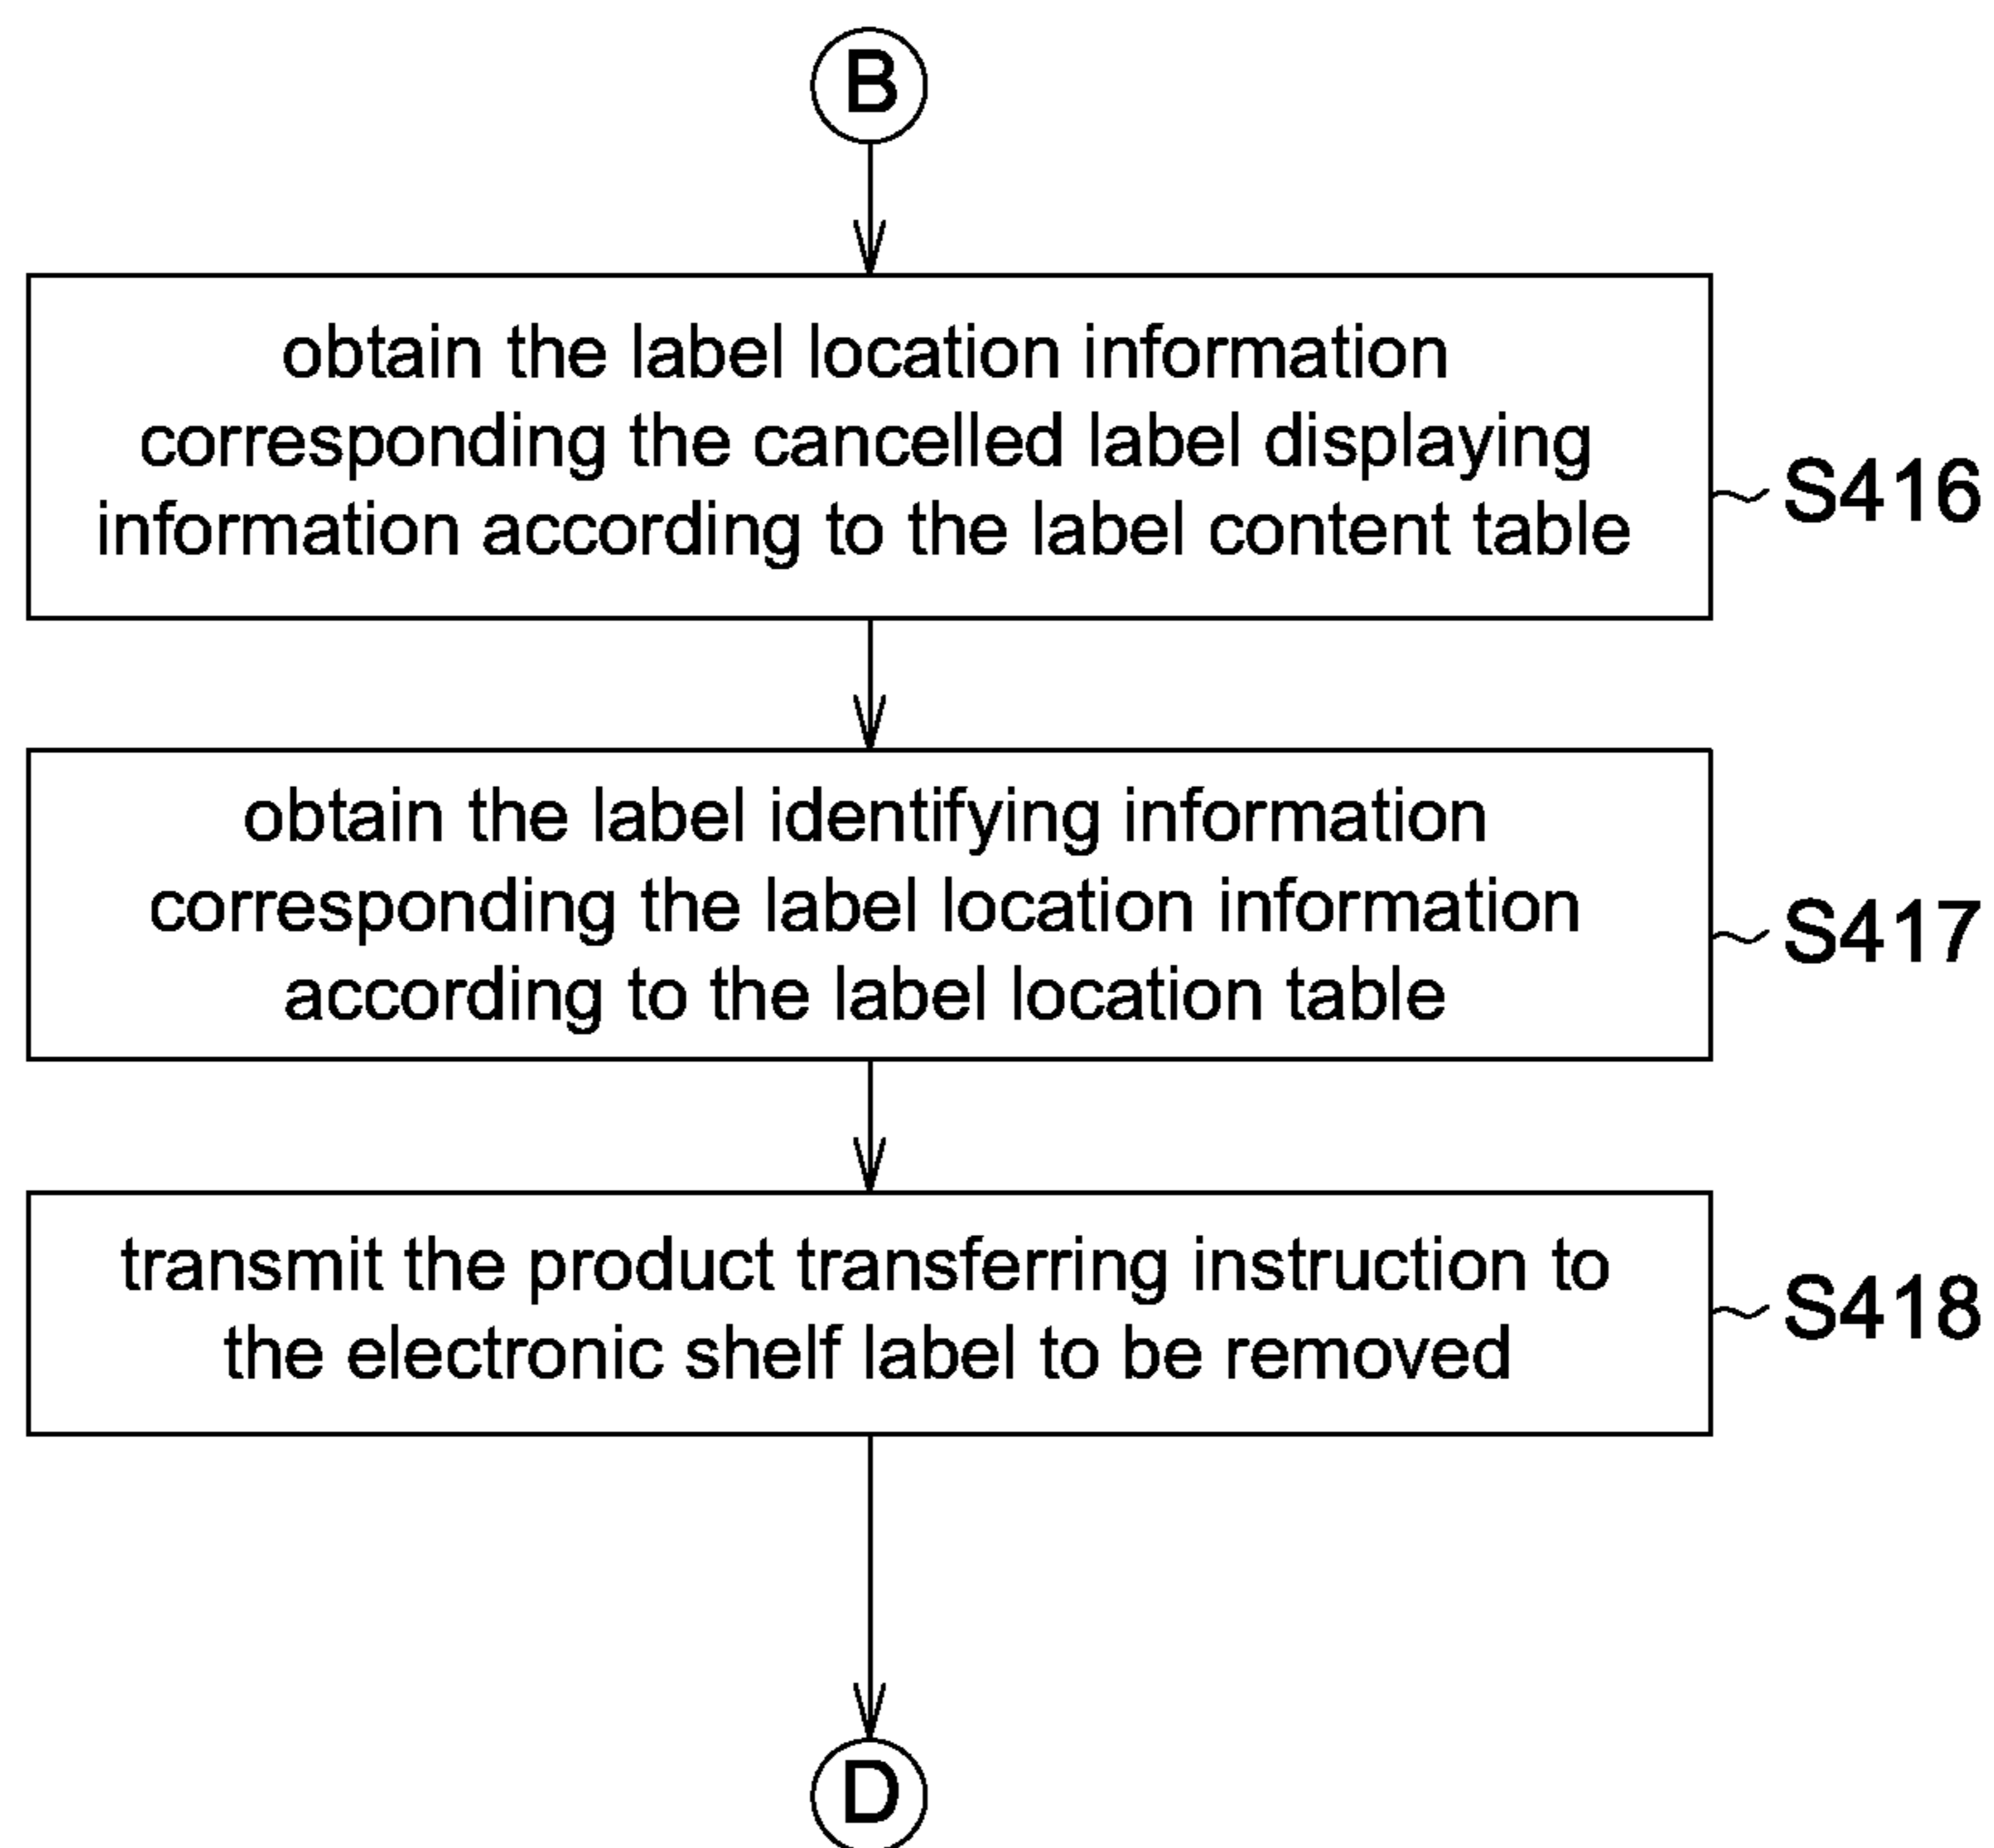 B
obtain the label location information
corresponding the cancelled label displaying
information according to the label content table
S416
obtain the label identifying information
corresponding the label location information
according to the label location table
S417
transmit the product transferring instruction to
the electronic shelf label to be removed
S418
D